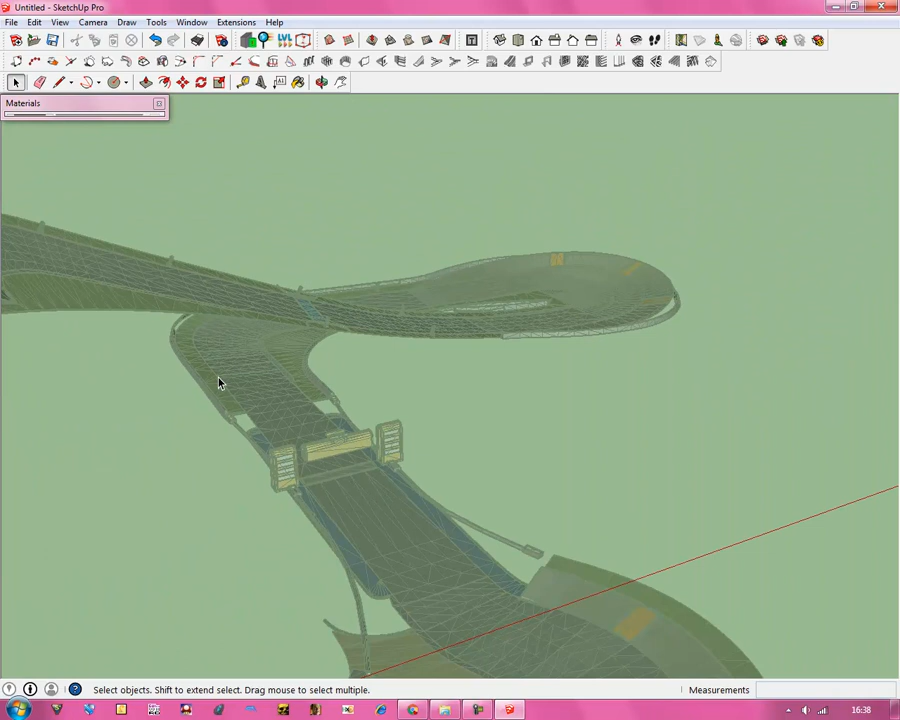 Untitled - SketchUp Pro
File Edit View Camera Draw Tools Window Extensions Help
LVL
Materials
Select objects. Shift to extend select. Drag mouse to select multiple.
Measurements
16:38